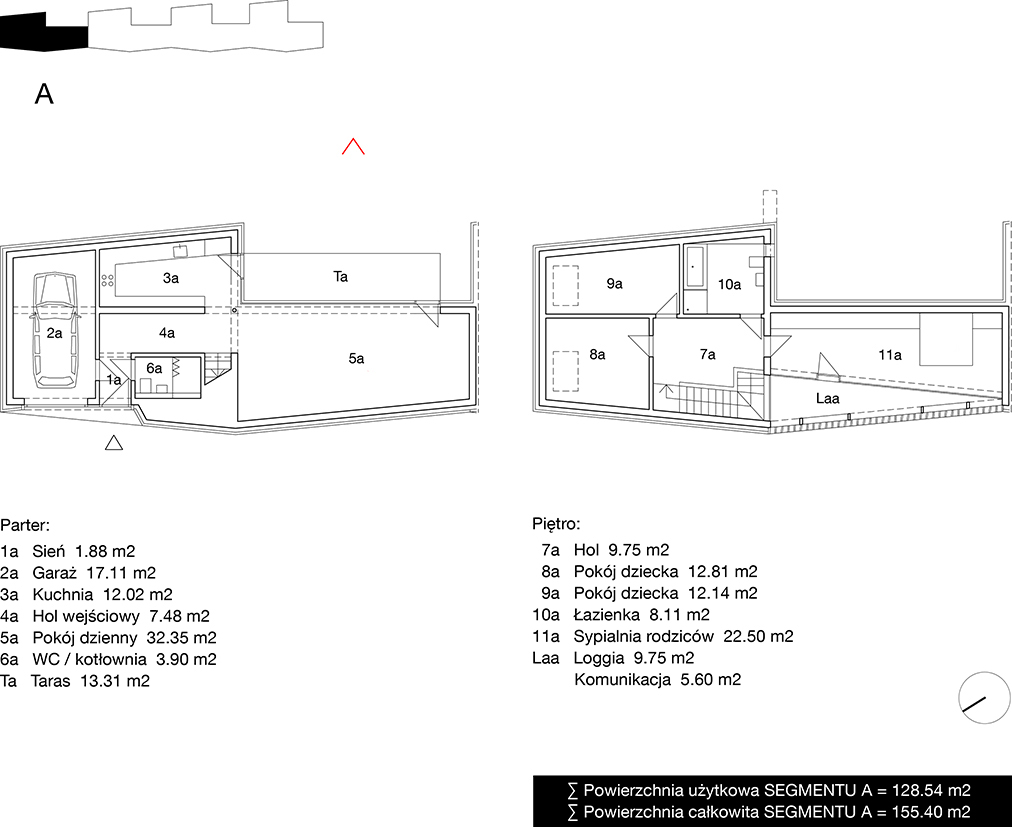 A
3a
Ta
2a
4a
5a
6a
1a
9a
10a
8a
7a
11a
Laa
Parter:
1a Sień 1.88 m2
2a Garaż 17.11 m2
3a Kuchnia 12.02 m2
4a Hol wejściowy 7.48 m2
5a Pokój dzienny 32.35 m2
6a WC / kotłownia 3.90 m2
Ta Taras 13.31 m2
Piętro:
7a Hol 9.75 m2
8a Pokój dziecka 12.81 m2
9a Pokój dziecka 12.14 m2
10a Łazienka 8.11 m2
11a Sypialnia rodziców 22.50 m2
Laa Loggia 9.75 m2
Komunikacja 5.60 m2
∑ Powierzchnia użytkowa SEGMENTU A = 128.54 m2
∑ Powierzchnia całkowita SEGMENTU A = 155.40 m2